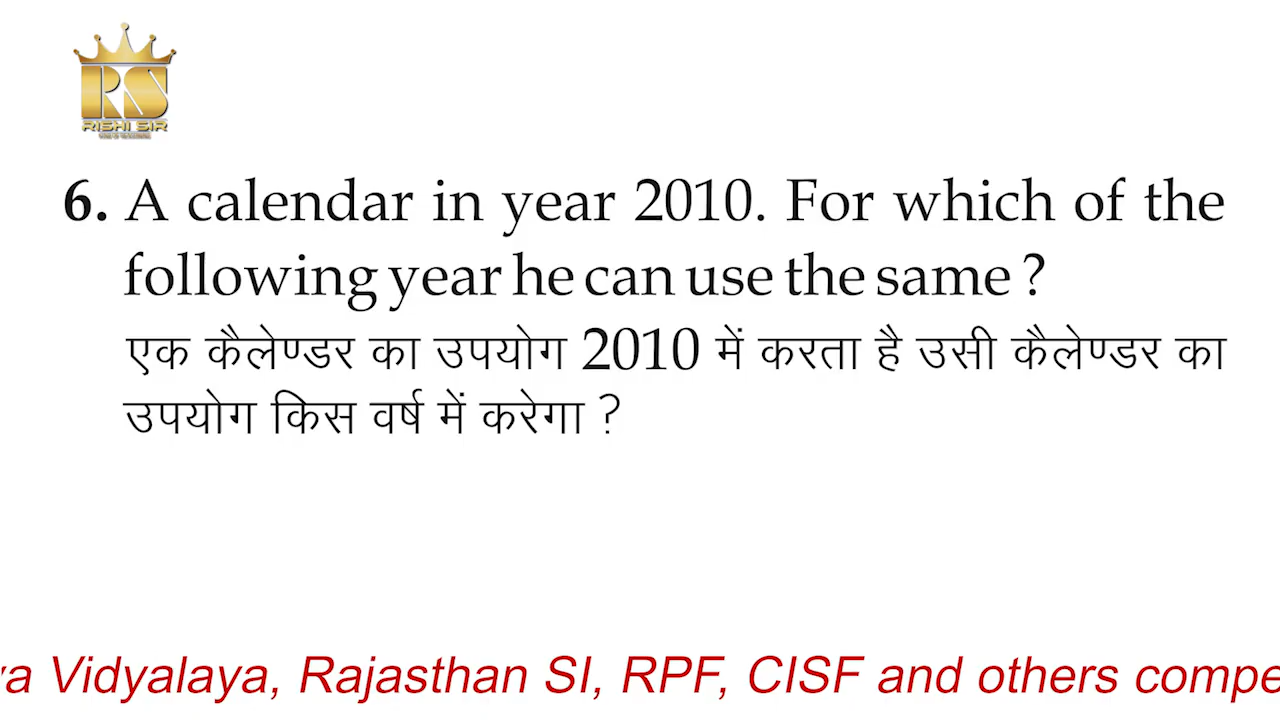 RS
RISHI SIR
6. A calendar in year 2010. For which of the
following year he can use the same ?
एक कैलेण्डर का उपयोग 2010 में करता है उसी कैलेण्डर का
उपयोग किस वर्ष में करेगा ?
Vidyalaya, Rajasthan SI, RPF, CISF and others